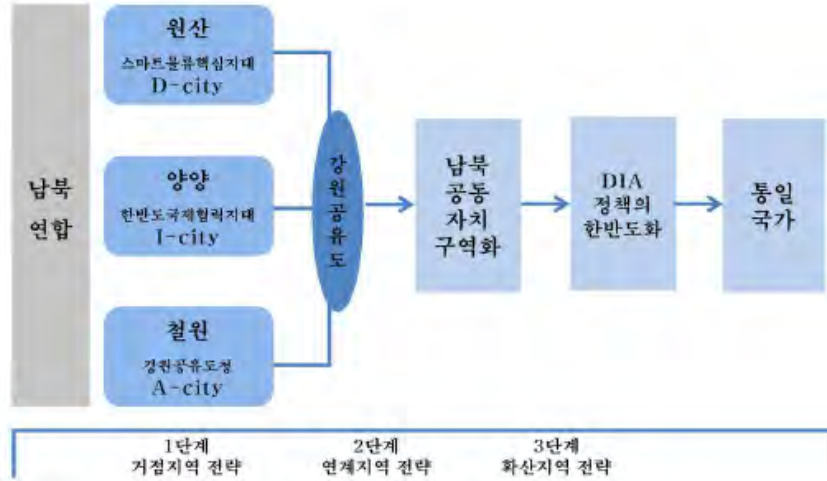 남북
연합
원산
스마트물류핵심지대
D-city
양양
한반도국제협력지대
I-city
철원
강원공유도청
A-city
강원공유도
남북
공동
자치
구역화
DIA
정책의
한반도화
통일
국가
1단계
거점지역 전략
2단계
연계지역 전략
3단계
확산지역 전략